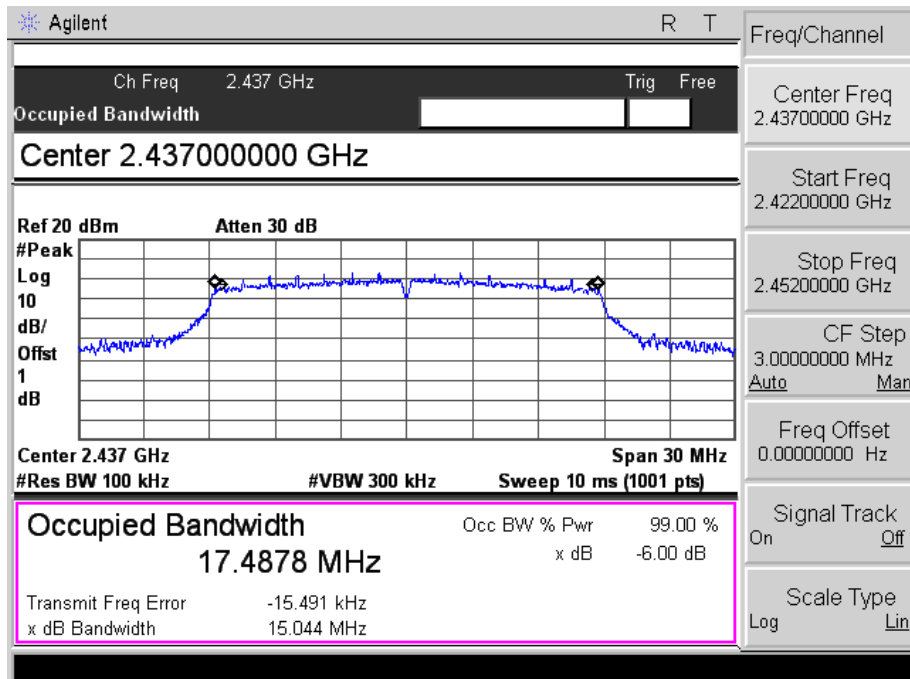 Agilent R T
Ch Freq 2.437 GHz Trig Free
Occupied Bandwidth
Center 2.437000000 GHz
Ref 20 dBm Atten 30 dB
#Peak
Log
10
dB/
Offst
1
dB
Center 2.437 GHz Span 30 MHz
#Res BW 100 kHz #VBW 300 kHz Sweep 10 ms (1001 pts)
Occupied Bandwidth Occ BW % Pwr 99.00 %
17.4878 MHz x dB -6.00 dB
Transmit Freq Error -15.491 kHz
x dB Bandwidth 15.044 MHz
Freq/Channel
Center Freq
2.43700000 GHz
Start Freq
2.42200000 GHz
Stop Freq
2.45200000 GHz
CF Step
3.00000000 MHz
Auto Man
Freq Offset
0.00000000 Hz
Signal Track
On Off
Scale Type
Log Lin